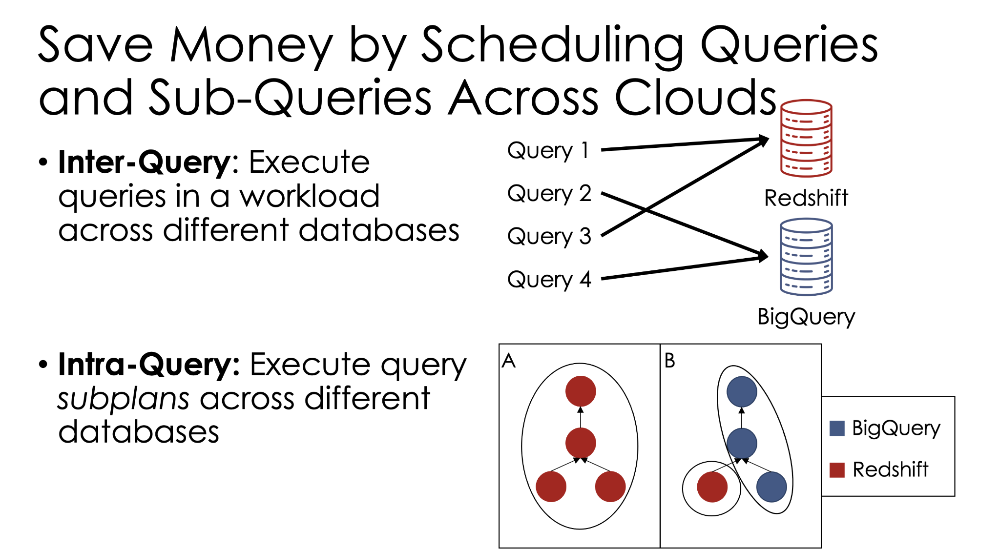 Save Money by Scheduling Queries
and Sub-Queries Across Clouds
• Inter-Query: Execute
queries in a workload
across different databases
Query 1
Query 2
Query 3
Query 4
Redshift
BigQuery
• Intra-Query: Execute query
subplans across different
databases
A
B
BigQuery
Redshift